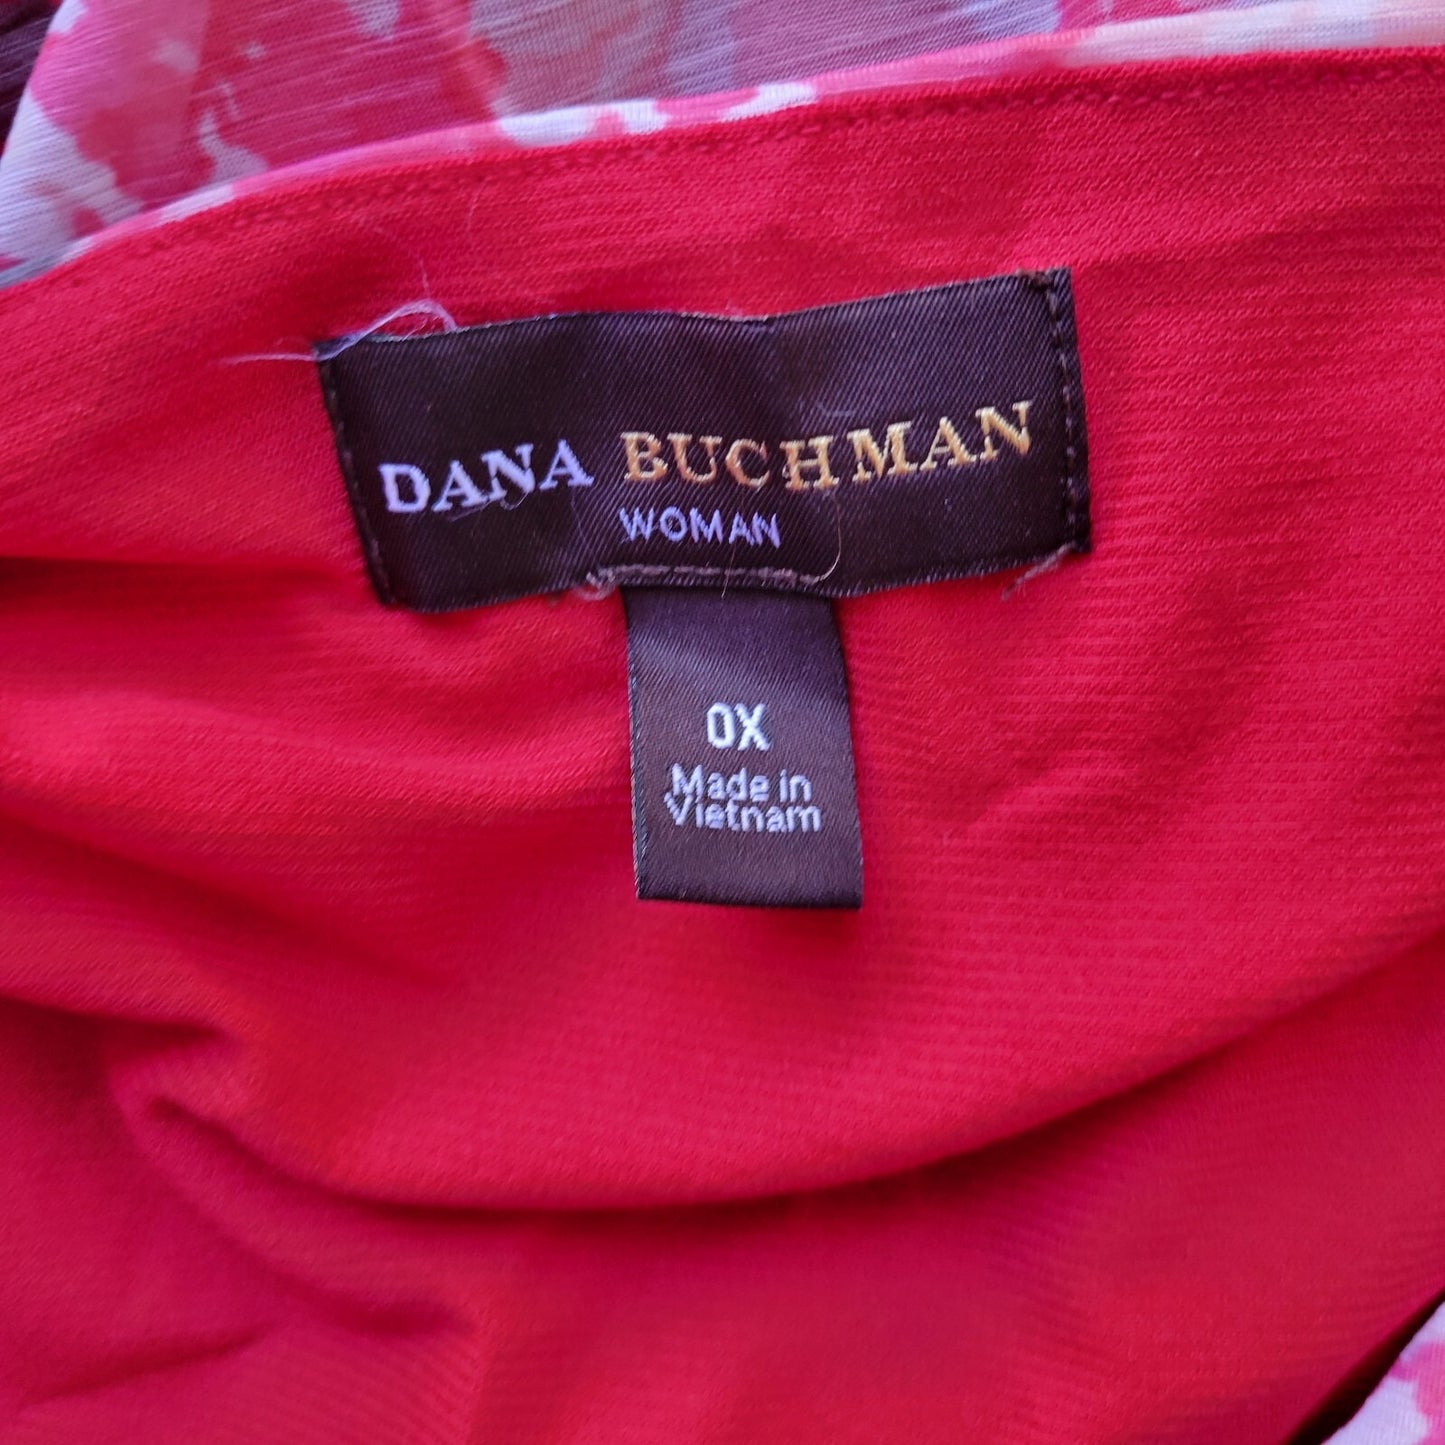 DANA BUCHMAN
WOMAN
0X
Made in
Vietnam